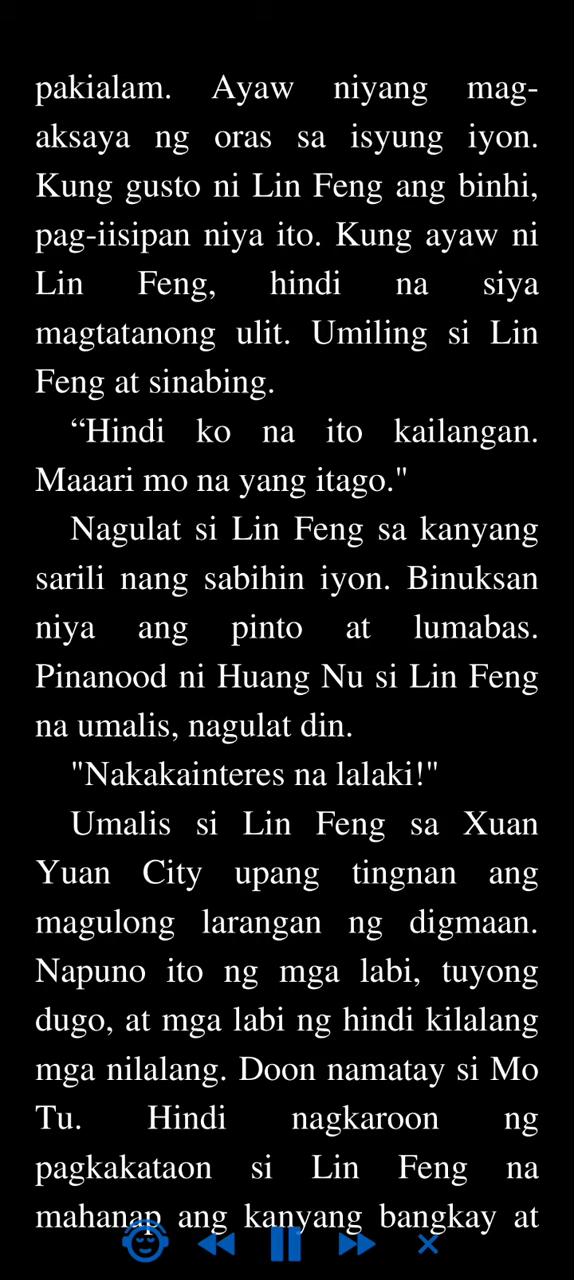 pakialam. Ayaw niyang mag-
aksaya ng oras sa isyung iyon.
Kung gusto ni Lin Feng ang binhi,
pag-iisipan niya ito. Kung ayaw ni
Lin Feng, hindi na siya
magtatanong ulit. Umiling si Lin
Feng at sinabing.
“Hindi ko na ito kailangan.
Maaari mo na yang itago."
Nagulat si Lin Feng sa kanyang
sarili nang sabihin iyon. Binuksan
niya ang pinto at lumabas.
Pinanood ni Huang Nu si Lin Feng
na umalis, nagulat din.
"Nakakainteres na lalaki!"
Umalis si Lin Feng sa Xuan
Yuan City upang tingnan ang
magulong larangan ng digmaan.
Napuno ito ng mga labi, tuyong
dugo, at mga labi ng hindi kilalang
mga nilalang. Doon namatay si Mo
Tu. Hindi nagkaroon ng
pagkakataon si Lin Feng na
mahanap ang kanyang bangkay at